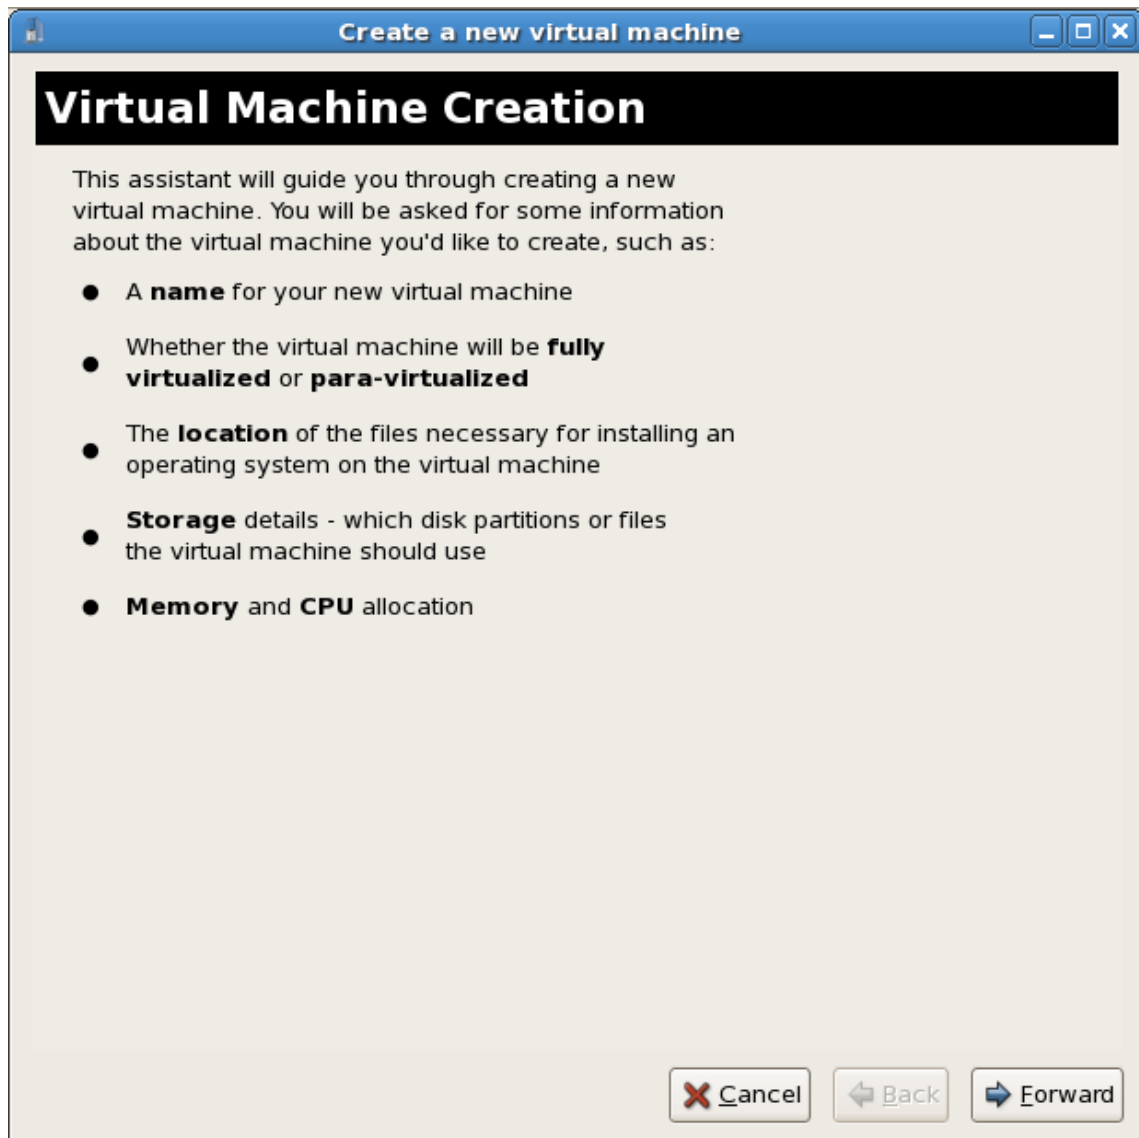 Create a new virtual machine
Virtual Machine Creation
This assistant will guide you through creating a new
virtual machine. You will be asked for some information
about the virtual machine you'd like to create, such as:
● A name for your new virtual machine
● Whether the virtual machine will be fully
virtualized or para-virtualized
● The location of the files necessary for installing an
operating system on the virtual machine
● Storage details - which disk partitions or files
the virtual machine should use
● Memory and CPU allocation
Cancel Back Forward